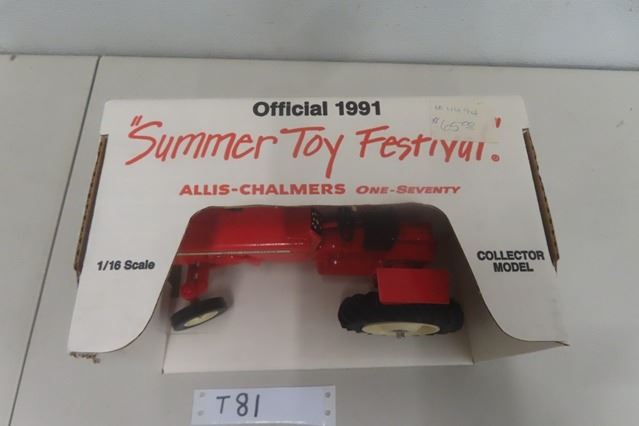 Official 1991
"Summer Toy Festival!"
ALLIS-CHALMERS ONE-SEVENTY
1/16 Scale
COLLECTOR
MODEL
T81